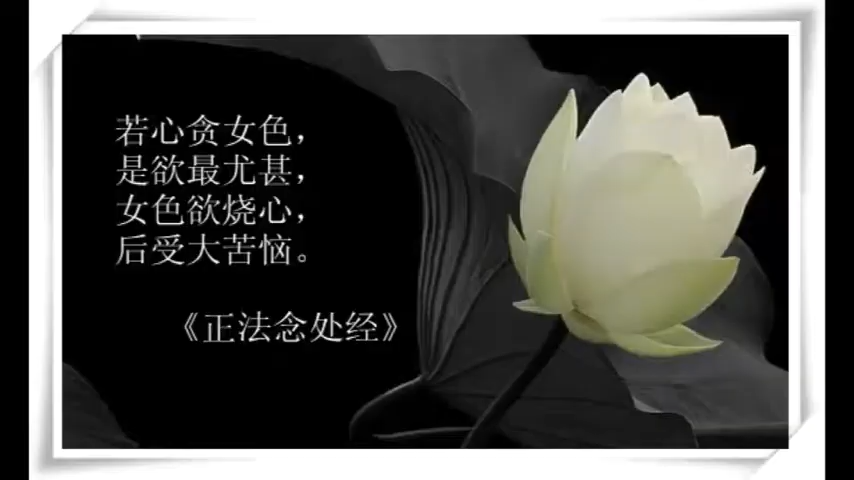 若心贪女色，
是欲最尤甚，
女色欲烧心，
后受大苦恼。
《正法念处经》